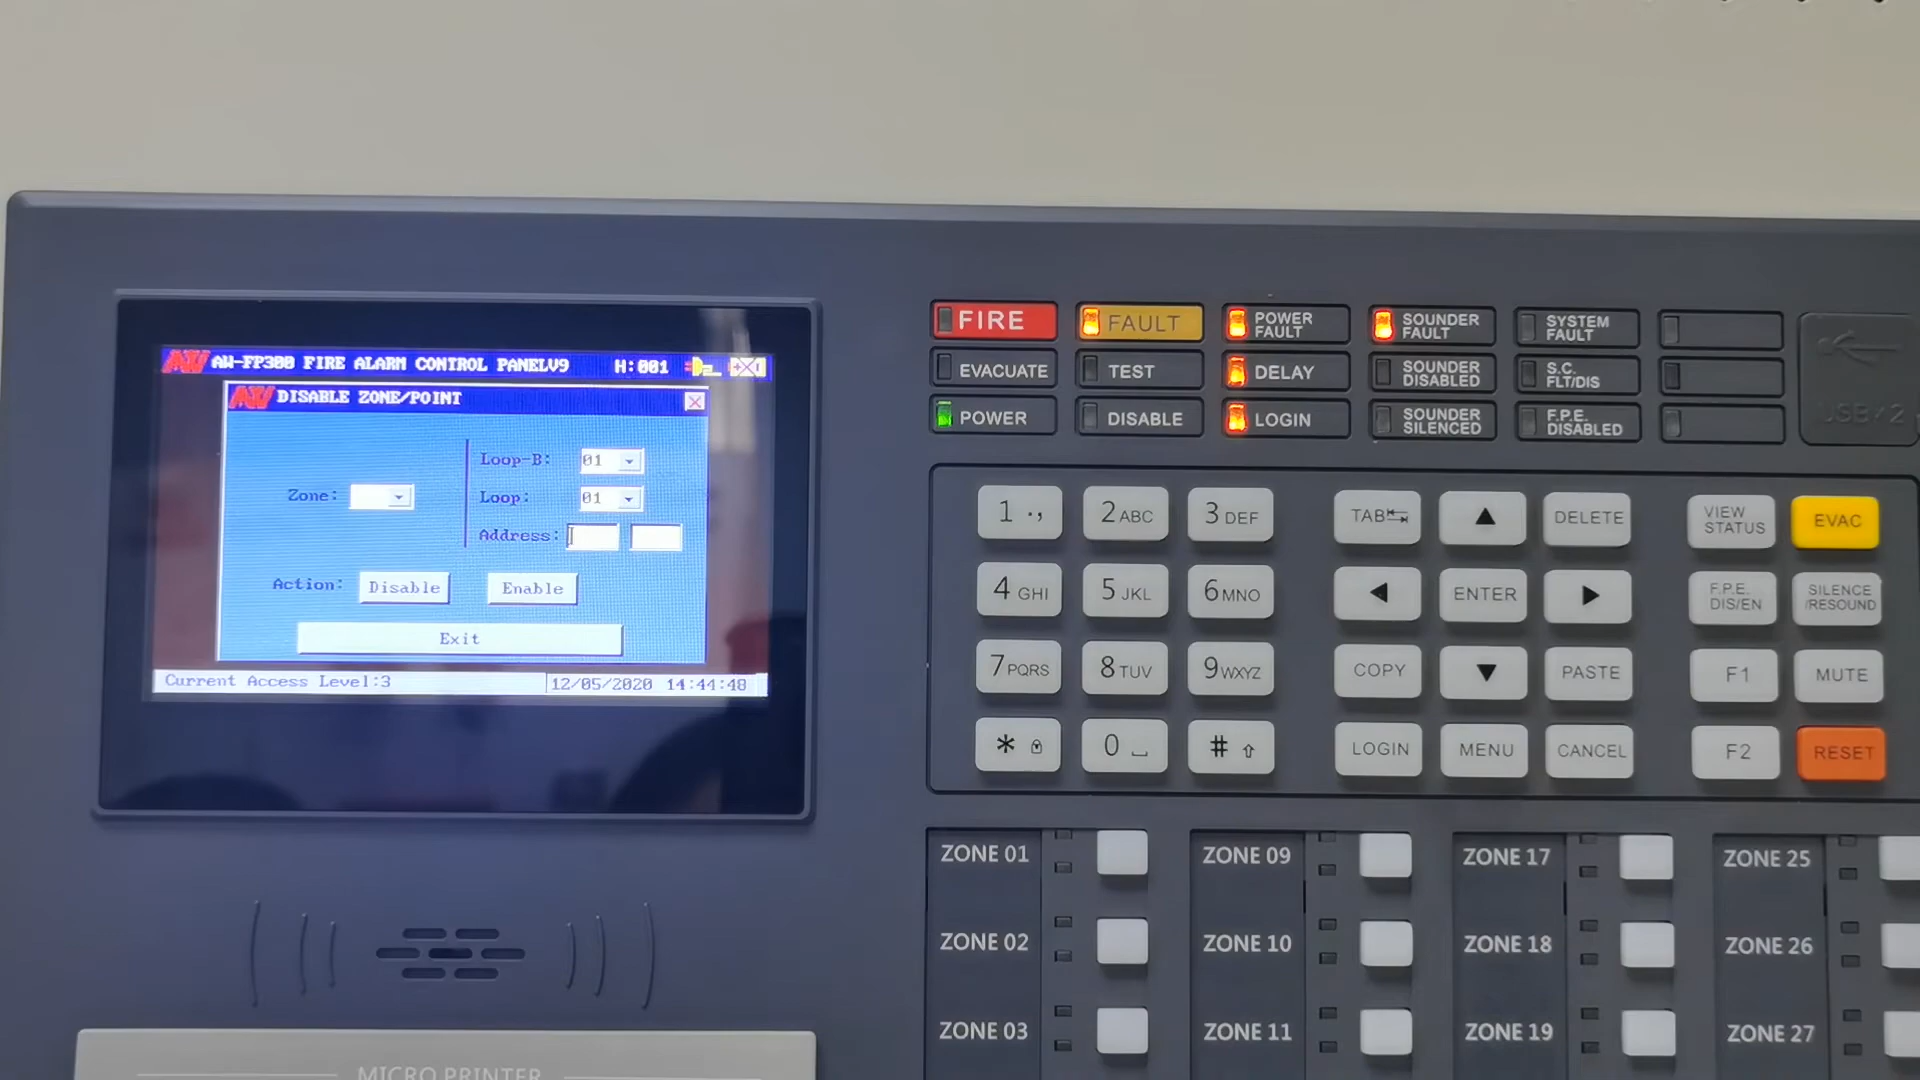 AW AW-FP300 FIRE ALARM CONTROL PANELV9 H:001
AW DISABLE ZONE/POINT
Loop-B: 01
Zone:
Loop: 01
Address:
Action: Disable Enable
Exit
Current Access Level:3 12/05/2020 14:44:48
FIRE FAULT POWER FAULT SOUNDER FAULT SYSTEM FAULT
EVACUATE TEST DELAY SOUNDER DISABLED S.C. FLT/DIS
POWER DISABLE LOGIN SOUNDER SILENCED F.P.E. DISABLED
USB×2
1 ., 2 ABC 3 DEF TAB ▲ DELETE VIEW STATUS EVAC
4 GHI 5 JKL 6 MNO ◀ ENTER ▶ F.P.E. DIS/EN SILENCE /RESOUND
7 PQRS 8 TUV 9 WXYZ COPY ▼ PASTE F1 MUTE
* 0 # LOGIN MENU CANCEL F2 RESET
ZONE 01 ZONE 09 ZONE 17 ZONE 25
ZONE 02 ZONE 10 ZONE 18 ZONE 26
ZONE 03 ZONE 11 ZONE 19 ZONE 27
MICRO PRINTER